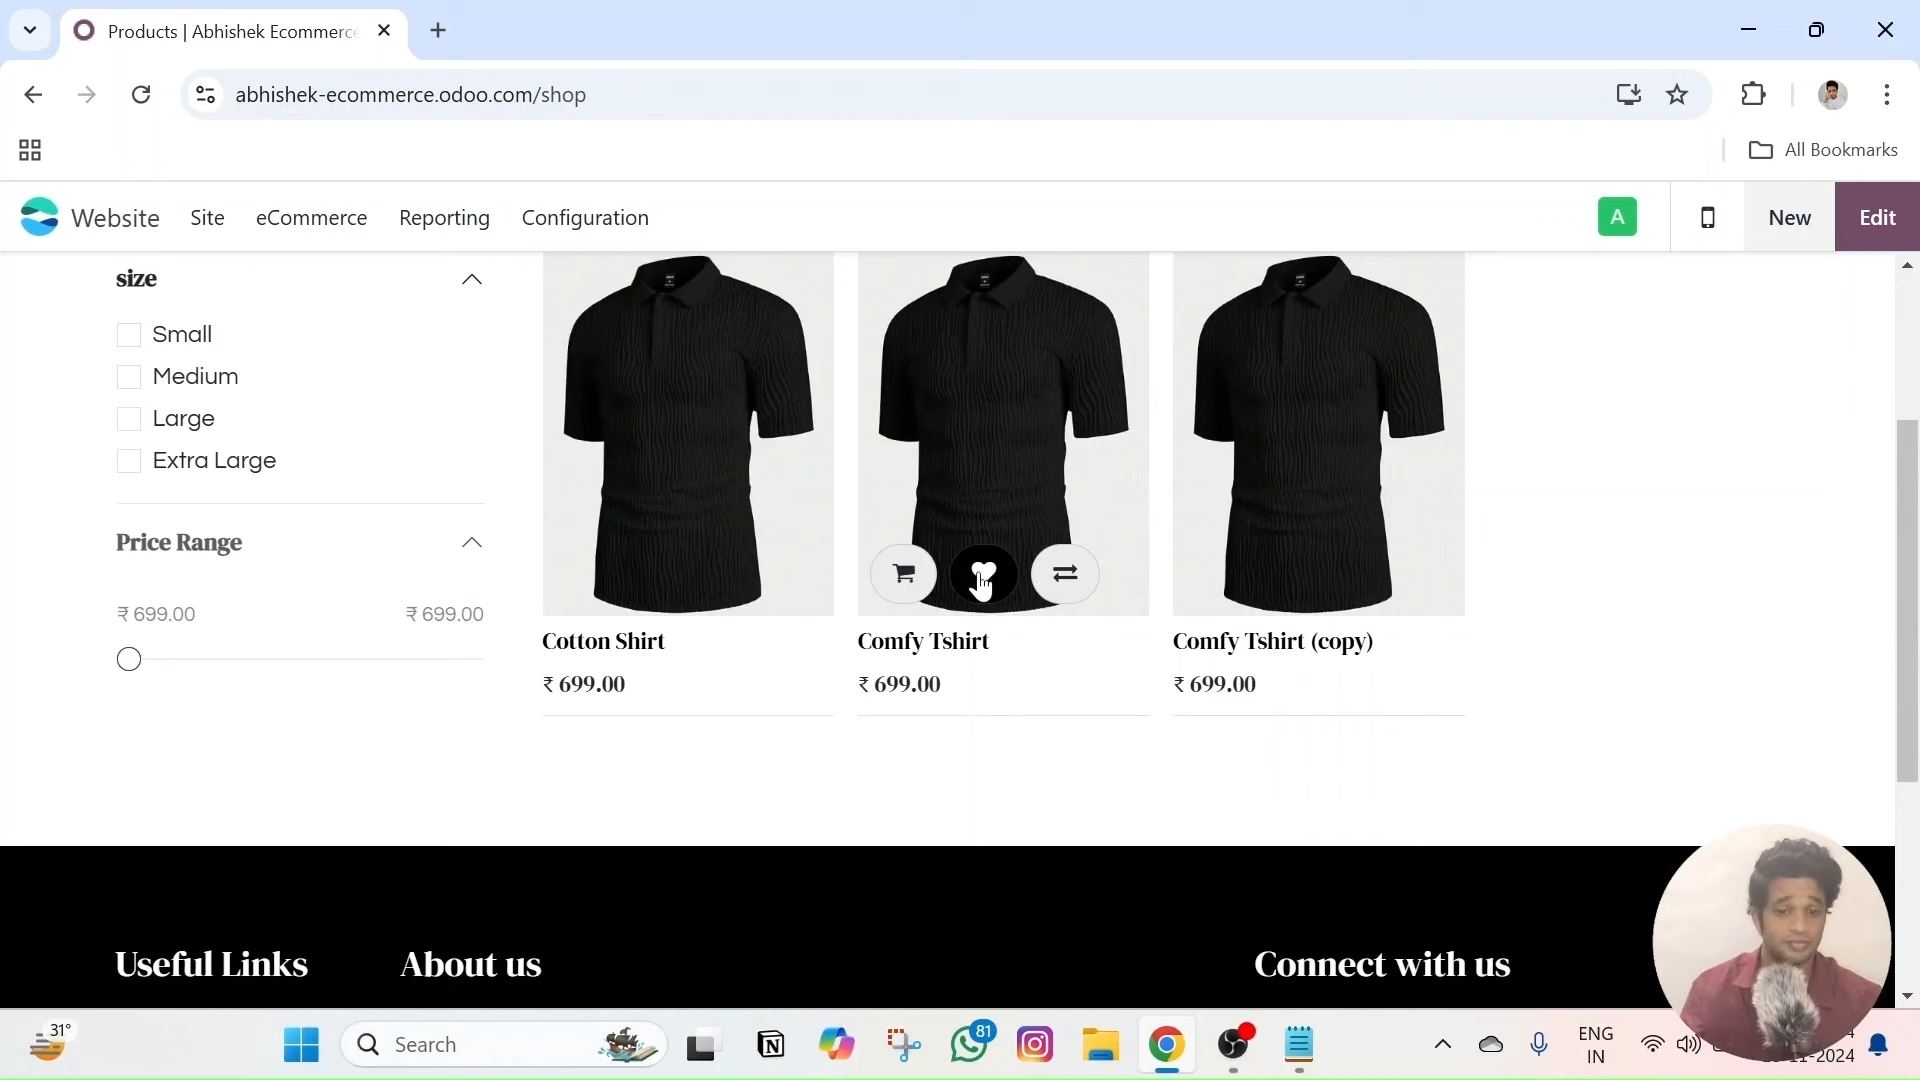 Products | Abhishek Ecommerce
abhishek-ecommerce.odoo.com/shop
All Bookmarks
Website Site eCommerce Reporting Configuration A New Edit
size
Small
Medium
Large
Extra Large
Price Range
₹ 699.00 ₹ 699.00
Cotton Shirt
₹ 699.00
Comfy Tshirt
₹ 699.00
Comfy Tshirt (copy)
₹ 699.00
Useful Links About us Connect with us
31°
Search
81
ENG
IN
-2024